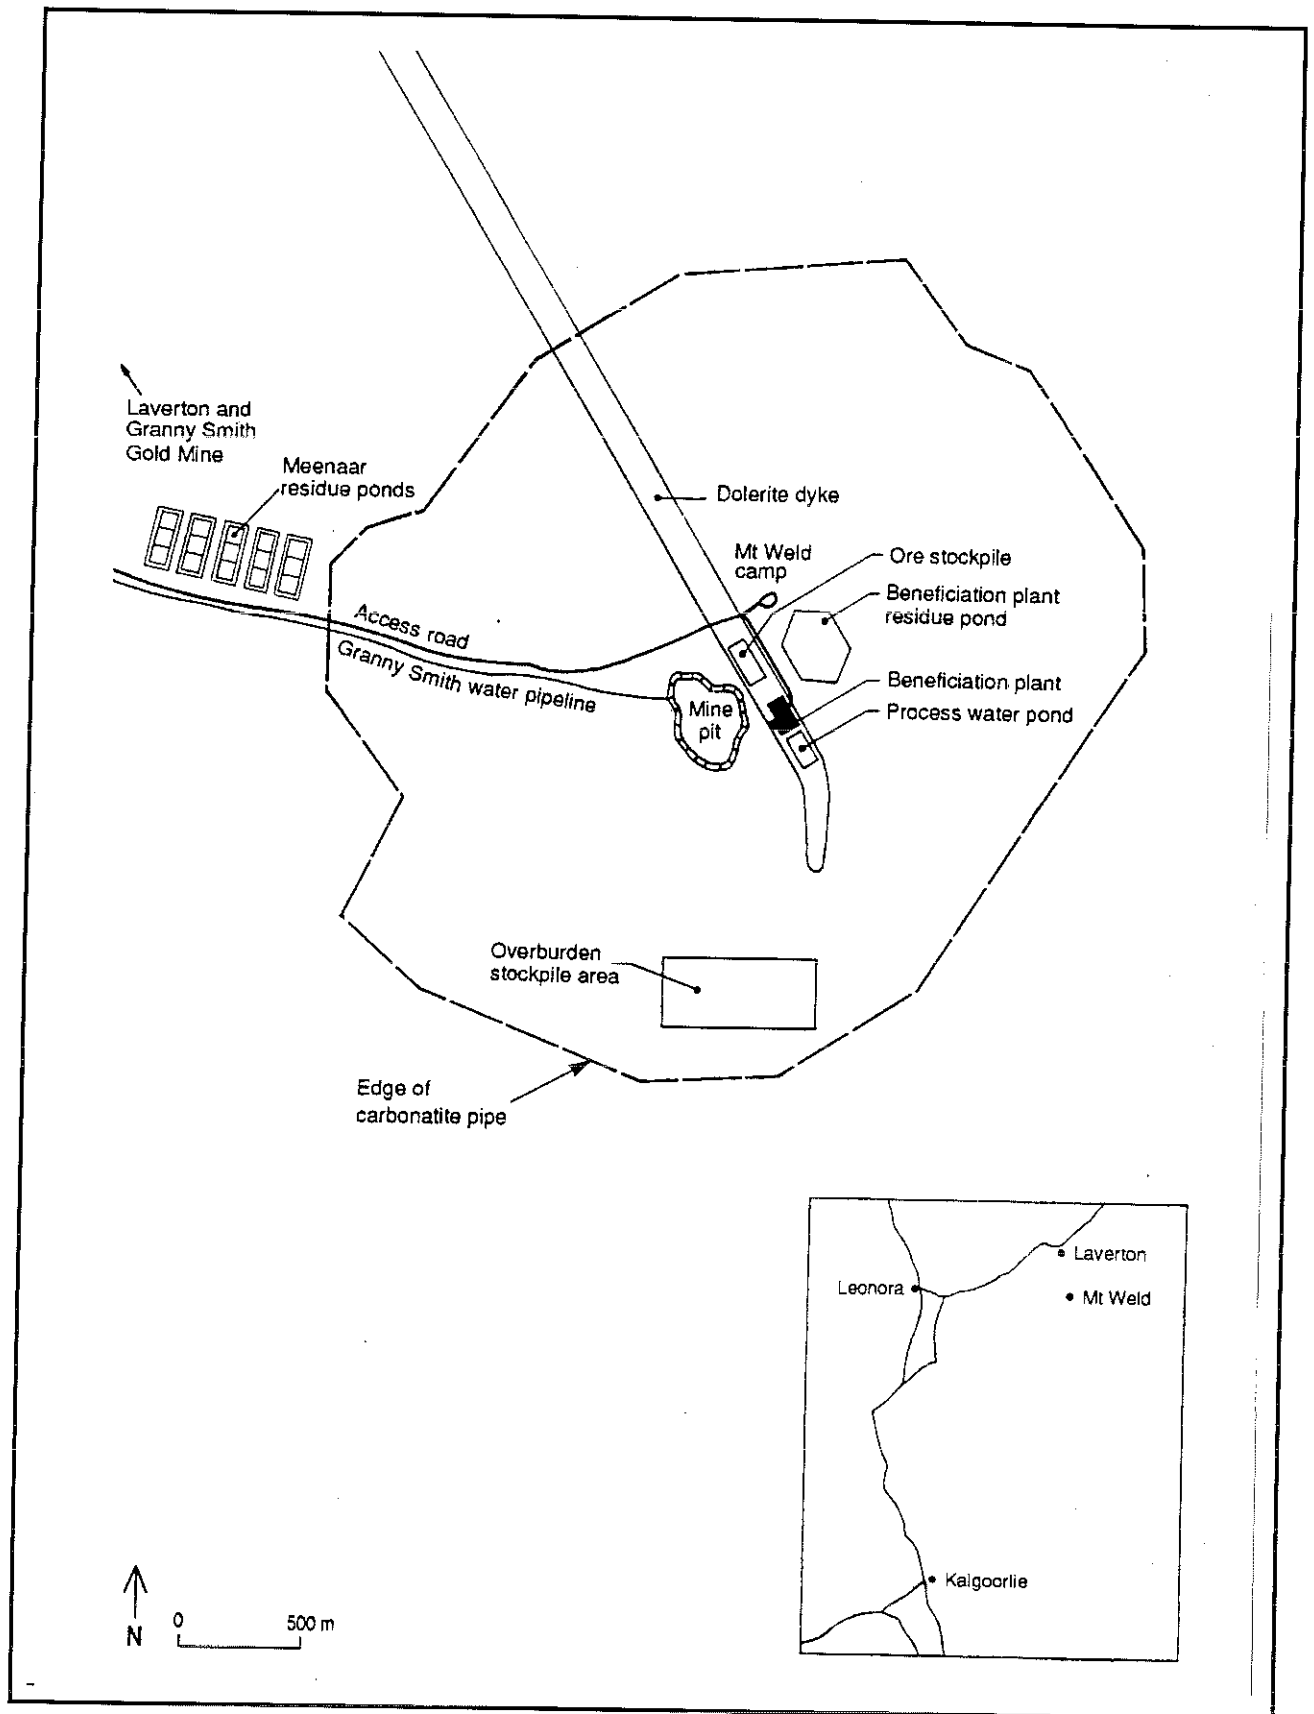 Laverton and
Granny Smith
Gold Mine
Meenaar
residue ponds
Dolerite dyke
Mt Weld
camp
Ore stockpile
Beneficiation plant
residue pond
Access road
Granny Smith water pipeline
Beneficiation plant
Mine
pit
Process water pond
Overburden
stockpile area
Edge of
carbonatite pipe
Laverton
Leonora
Mt Weld
Kalgoorlie
N
0
500 m